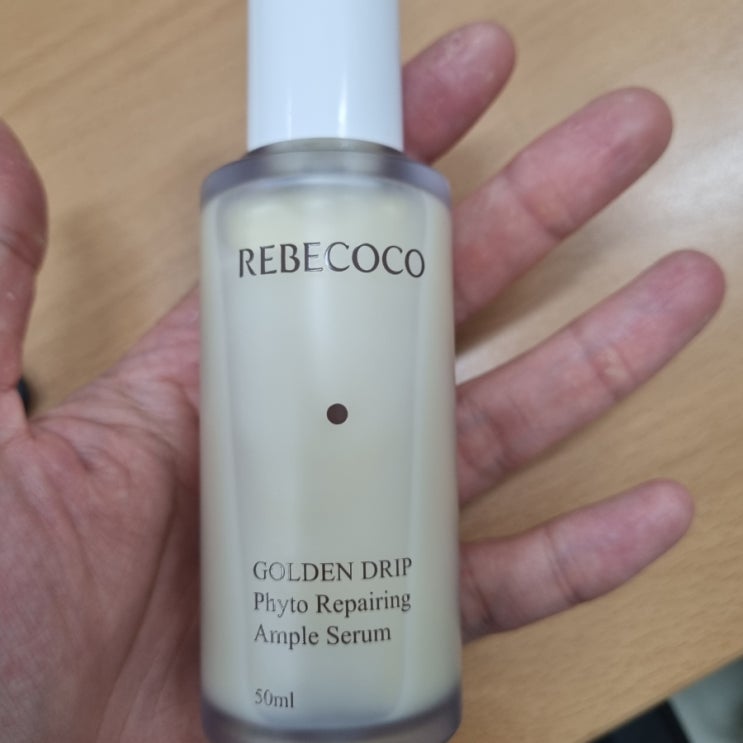 REBECOCO
GOLDEN DRIP
Phyto Repairing
Ample Serum
50ml